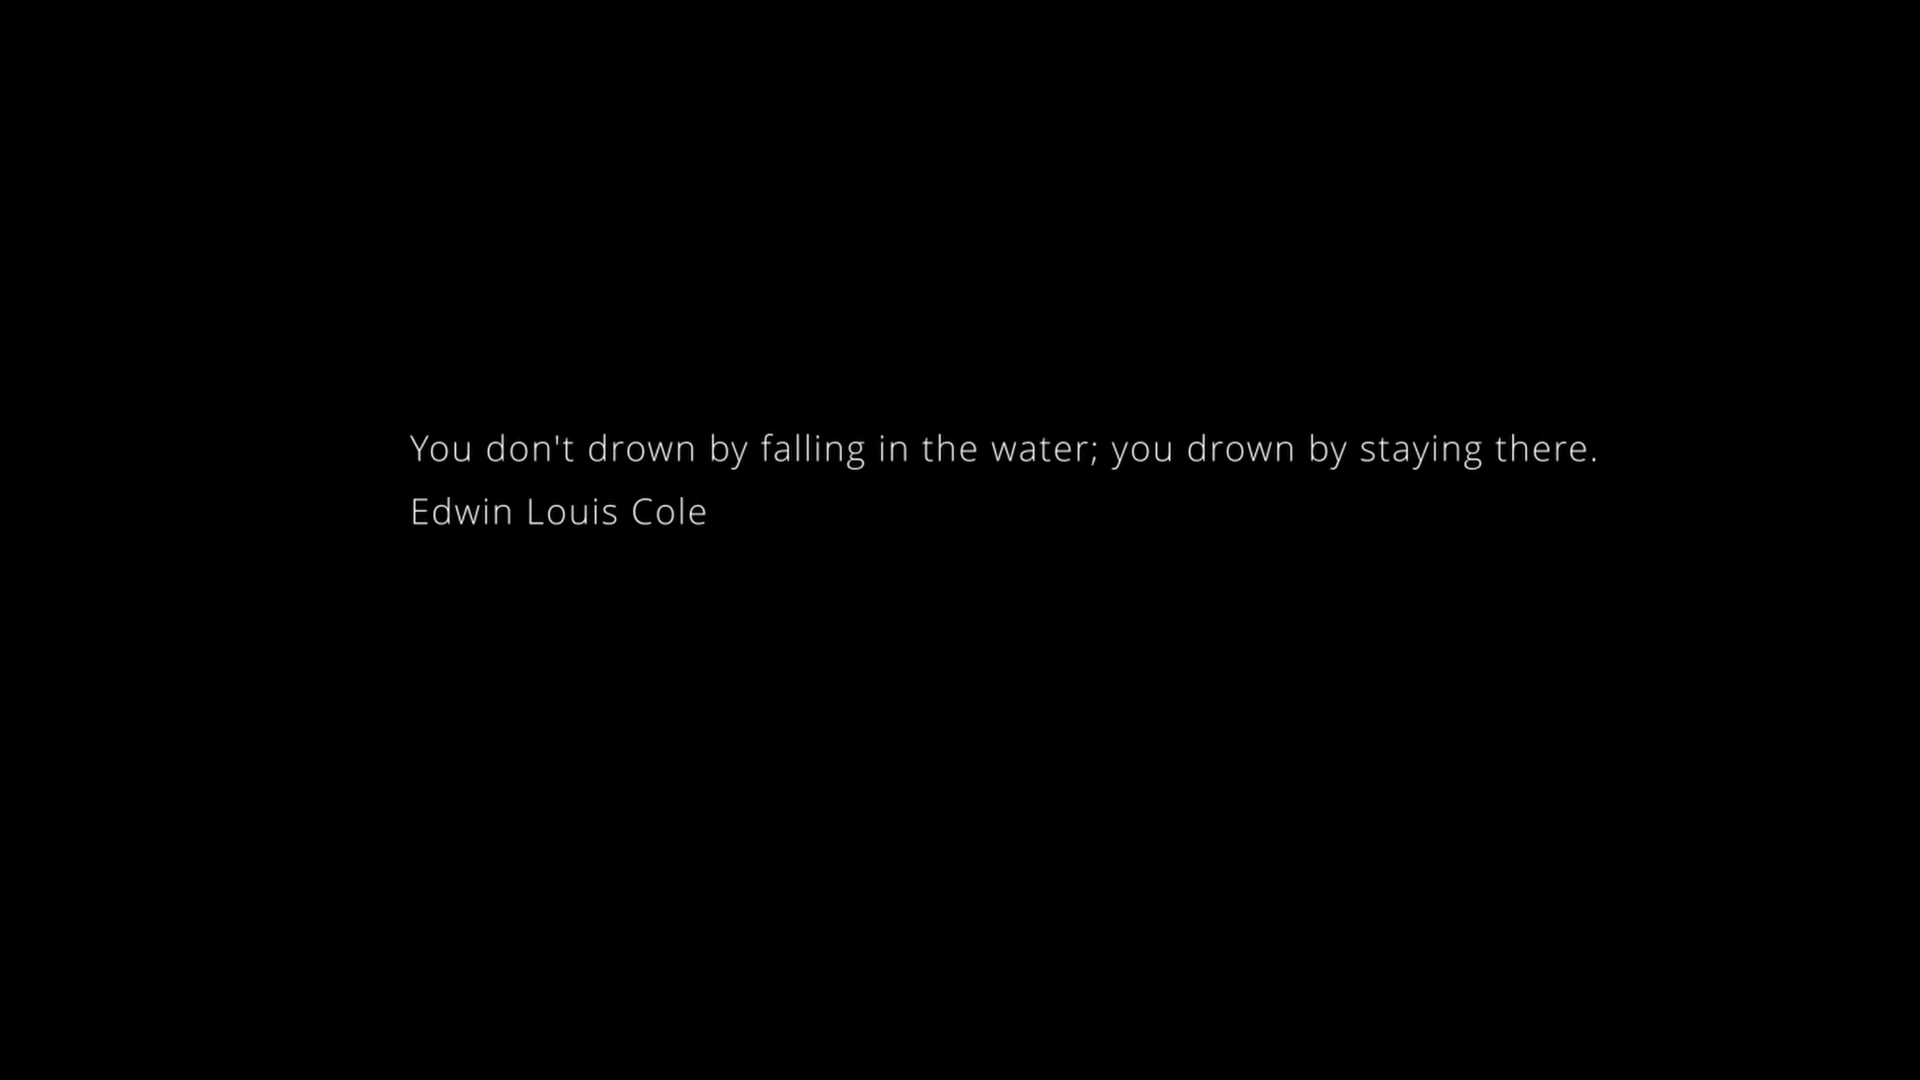 You don't drown by falling in the water; you drown by staying there.
Edwin Louis Cole